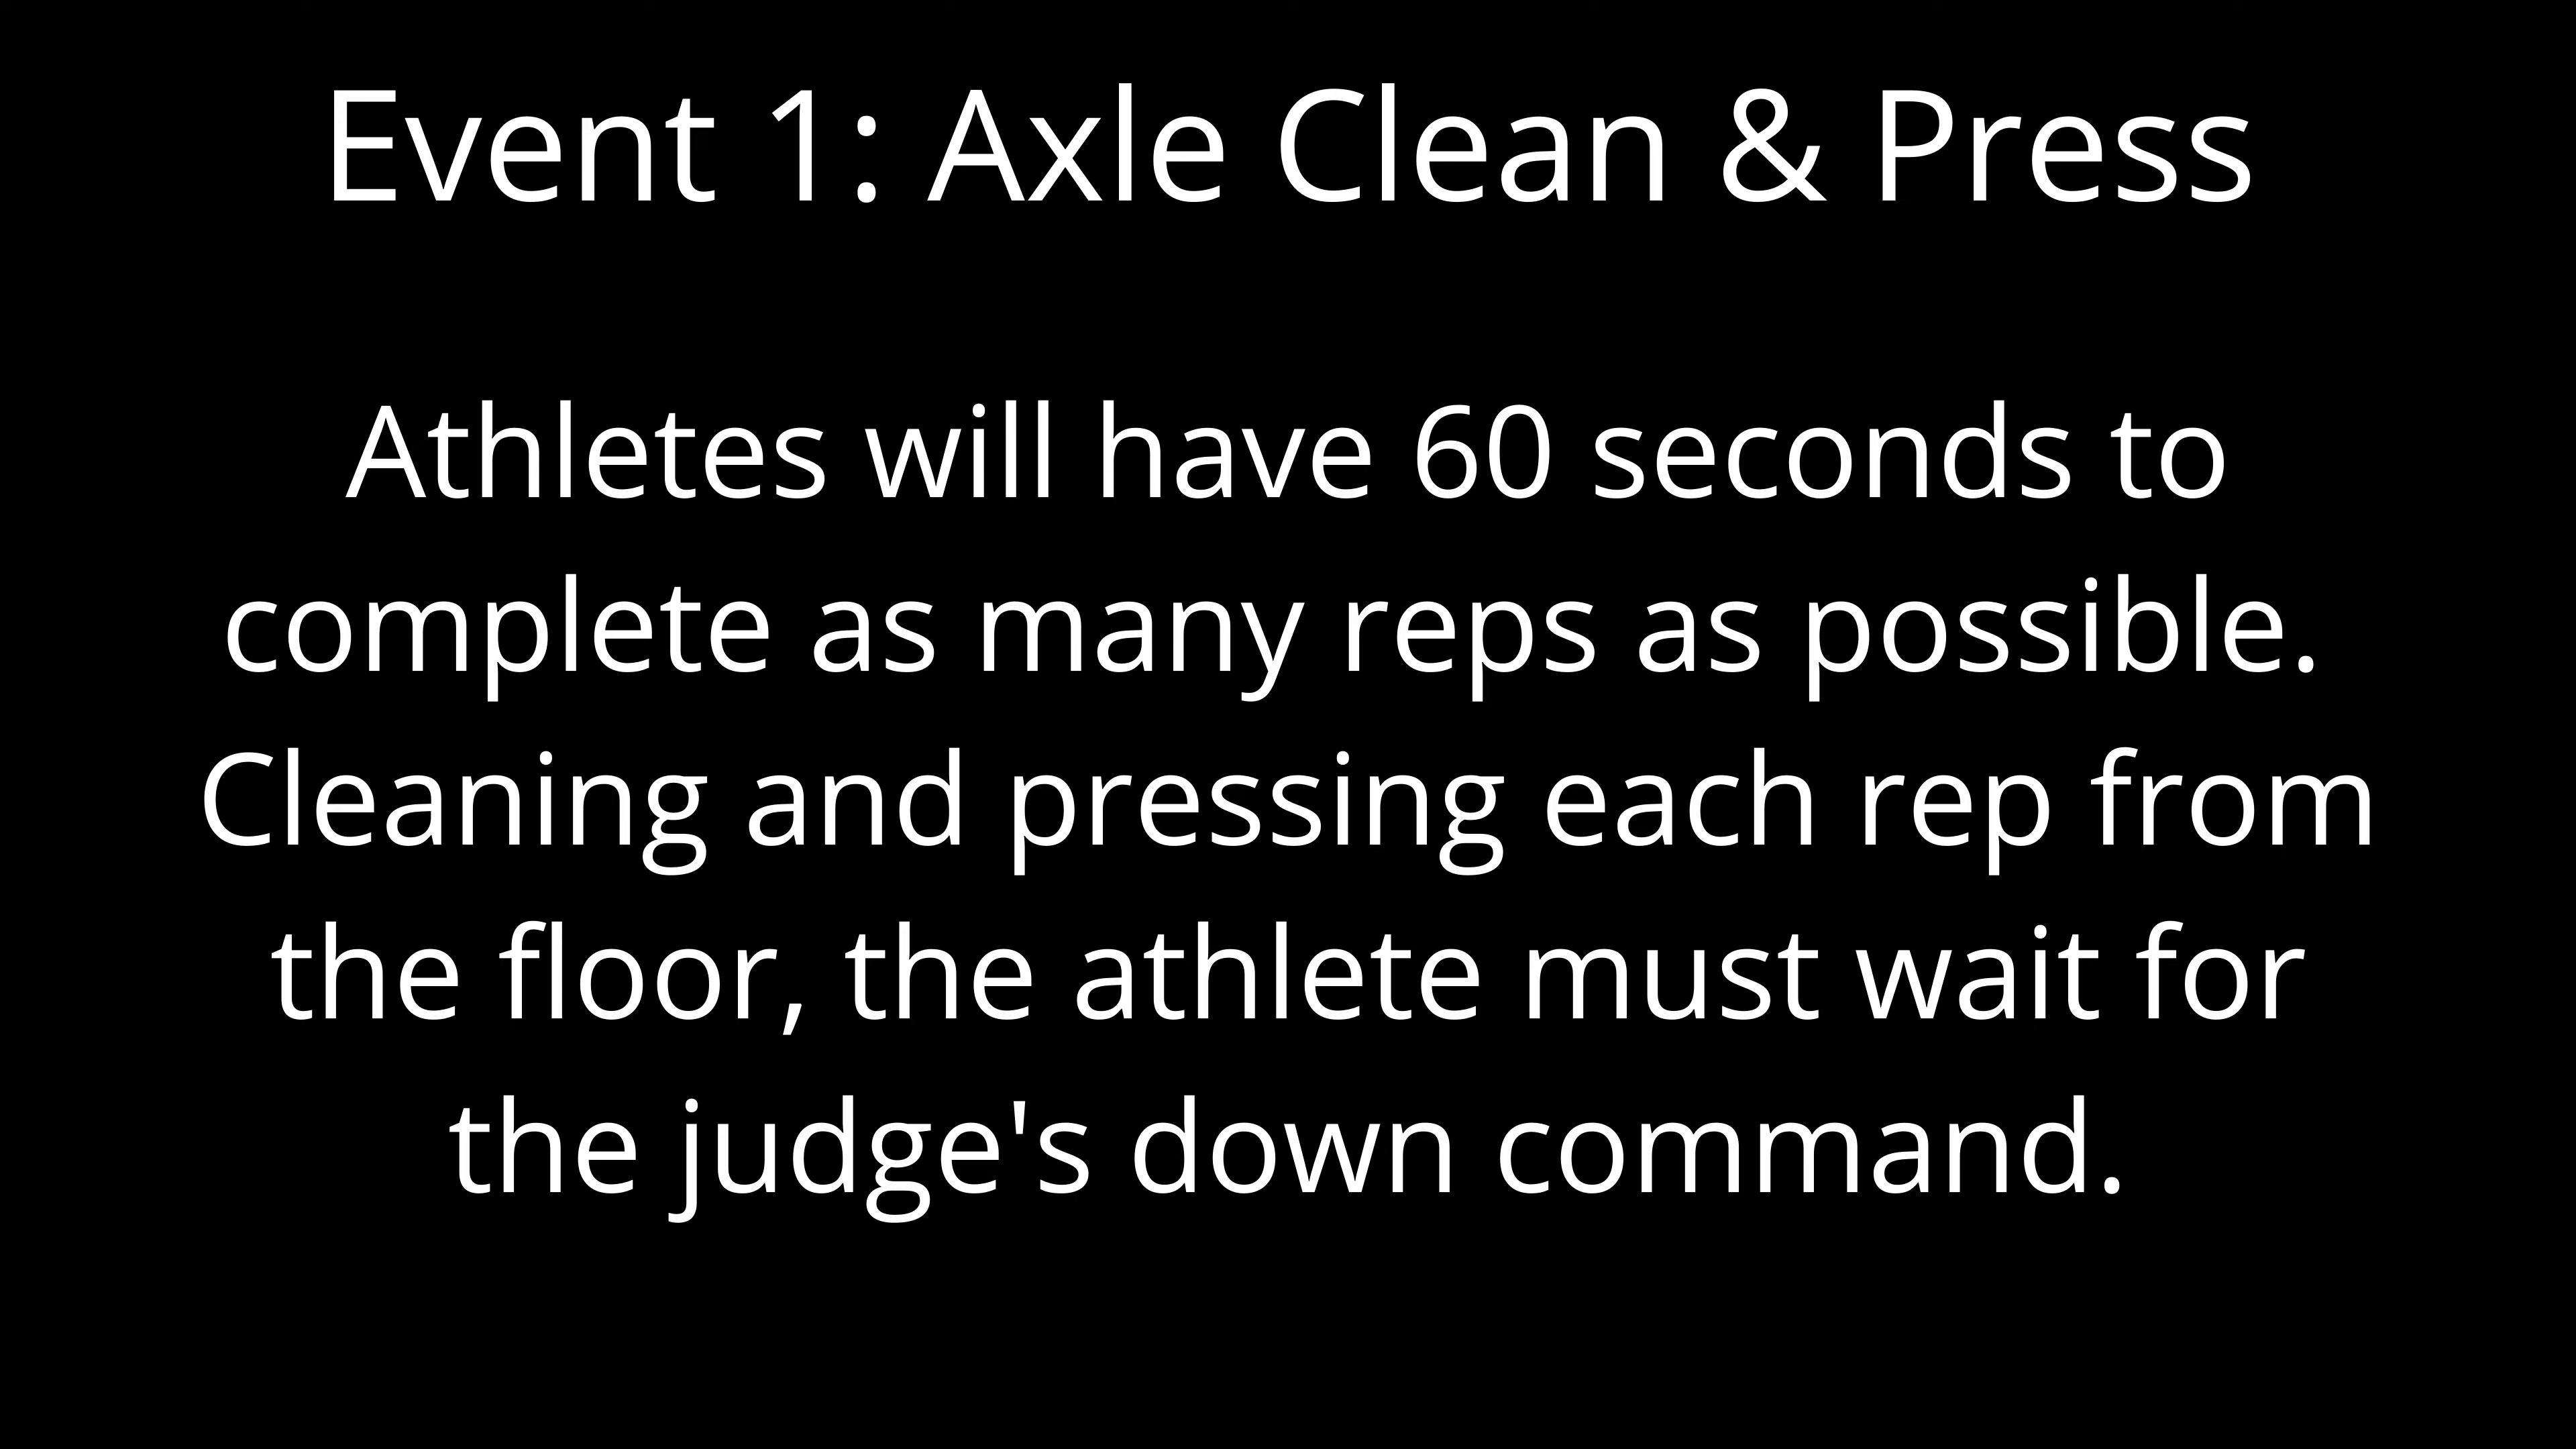 Event 1: Axle Clean & Press
Athletes will have 60 seconds to
complete as many reps as possible.
Cleaning and pressing each rep from
the floor, the athlete must wait for
the judge's down command.